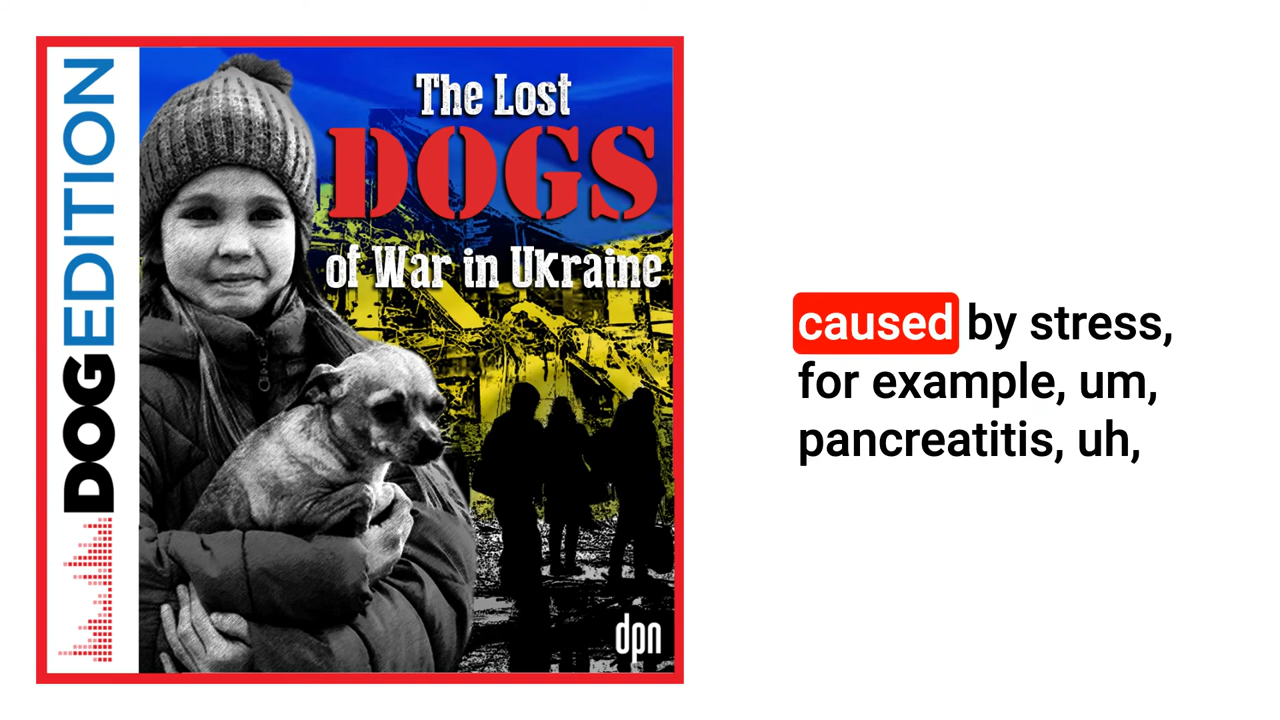 DOGEDITION
The Lost
DOGS
of War in Ukraine
dpn
caused by stress,
for example, um,
pancreatitis, uh,